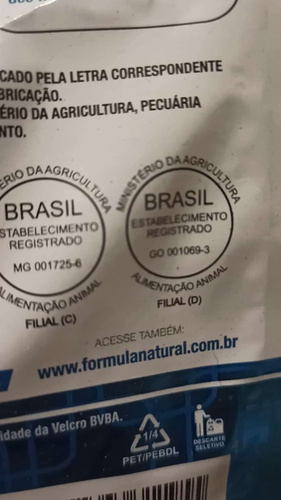 CADO PELA LETRA CORRESPONDENTE
BRICAÇÃO.
ÉRIO DA AGRICULTURA, PECUÁRIA
NTO.
ÉRIO DA AGRICULTURA
BRASIL
STABELECIMENTO
REGISTRADO
MG 001725-6
ALIMENTAÇÃO ANIMAL
FILIAL (C)
MINISTÉRIO DA AGRICULTURA
BRASIL
ESTABELECIMENTO
REGISTRADO
GO 001069-3
ALIMENTAÇÃO ANIMAL
FILIAL (D)
ACESSE TAMBÉM:
www.formulanatural.com.br
idade da Velcro BVBA.
1/4
PET/PEBDL
DESCARTE
SELETIVO